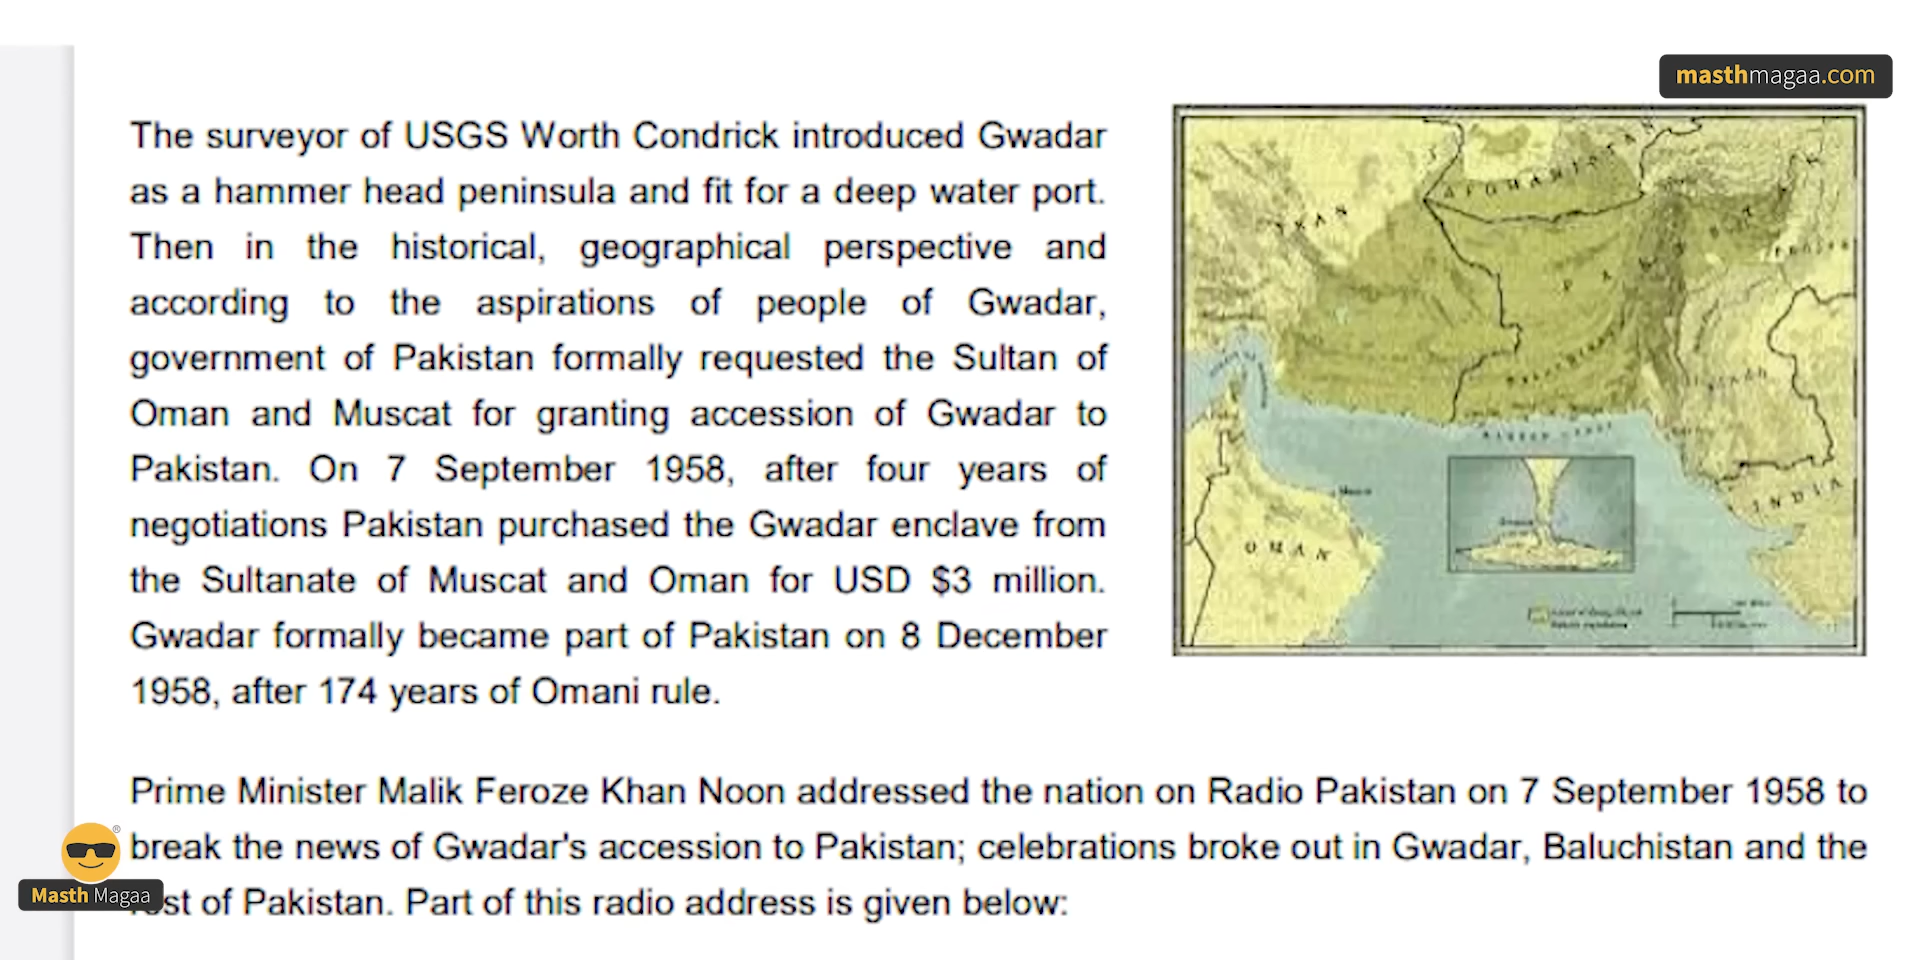 masthmagaa.com
The surveyor of USGS Worth Condrick introduced Gwadar
as a hammer head peninsula and fit for a deep water port.
Then in the historical, geographical perspective and
according to the aspirations of people of Gwadar,
government of Pakistan formally requested the Sultan of
Oman and Muscat for granting accession of Gwadar to
Pakistan. On 7 September 1958, after four years of
negotiations Pakistan purchased the Gwadar enclave from
the Sultanate of Muscat and Oman for USD $3 million.
Gwadar formally became part of Pakistan on 8 December
1958, after 174 years of Omani rule.
AFGHANISTAN
IRAN
INDIA
OMAN
Prime Minister Malik Feroze Khan Noon addressed the nation on Radio Pakistan on 7 September 1958 to
break the news of Gwadar's accession to Pakistan; celebrations broke out in Gwadar, Baluchistan and the
of Pakistan. Part of this radio address is given below:
Masth Magaa